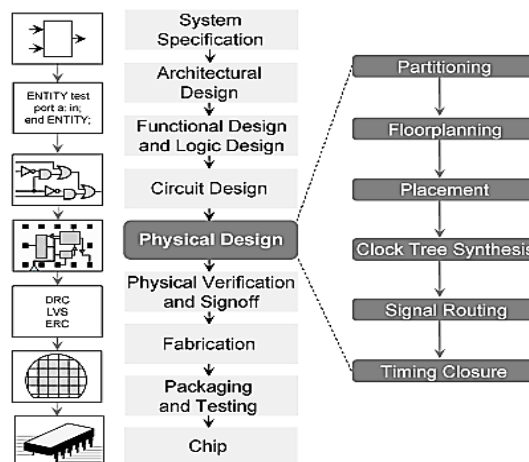 ENTITY test
port a: in;
end ENTITY;
DRC
LVS
ERC
System
Specification
Architectural
Design
Functional Design
and Logic Design
Circuit Design
Physical Design
Physical Verification
and Signoff
Fabrication
Packaging
and Testing
Chip
Partitioning
Floorplanning
Placement
Clock Tree Synthesis
Signal Routing
Timing Closure